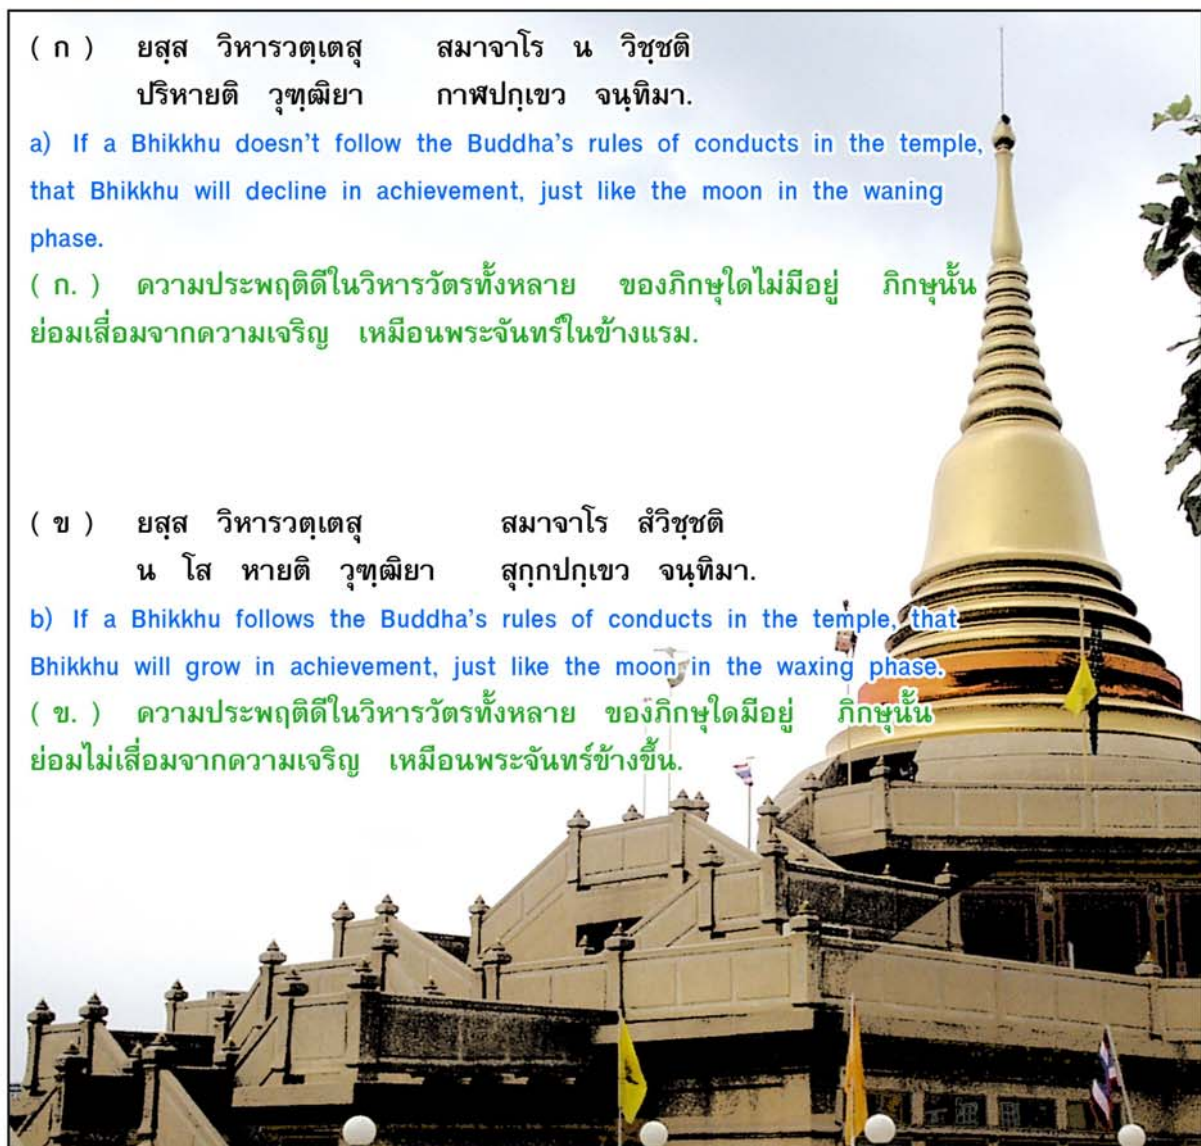 ( ก ) ยสฺส วิหารวตฺเตสุ สมาจาโร น วิชฺชติ
ปริหายติ วุฑฺฒิยา กาฬปกฺเขว จนฺทิมา.
a) If a Bhikkhu doesn't follow the Buddha's rules of conducts in the temple,
that Bhikkhu will decline in achievement, just like the moon in the waning
phase.
( ก. ) ความประพฤติดีในวิหารวัตรทั้งหลาย ของภิกษุใดไม่มีอยู่ ภิกษุนั้น
ย่อมเสื่อมจากความเจริญ เหมือนพระจันทร์ในข้างแรม.
( ข ) ยสฺส วิหารวตฺเตสุ สมาจาโร สํวิชฺชติ
น โส หายติ วุฑฺฒิยา สุกฺกปกฺเขว จนฺทิมา.
b) If a Bhikkhu follows the Buddha's rules of conducts in the temple, that
Bhikkhu will grow in achievement, just like the moon in the waxing phase.
( ข. ) ความประพฤติดีในวิหารวัตรทั้งหลาย ของภิกษุใดมีอยู่ ภิกษุนั้น
ย่อมไม่เสื่อมจากความเจริญ เหมือนพระจันทร์ข้างขึ้น.